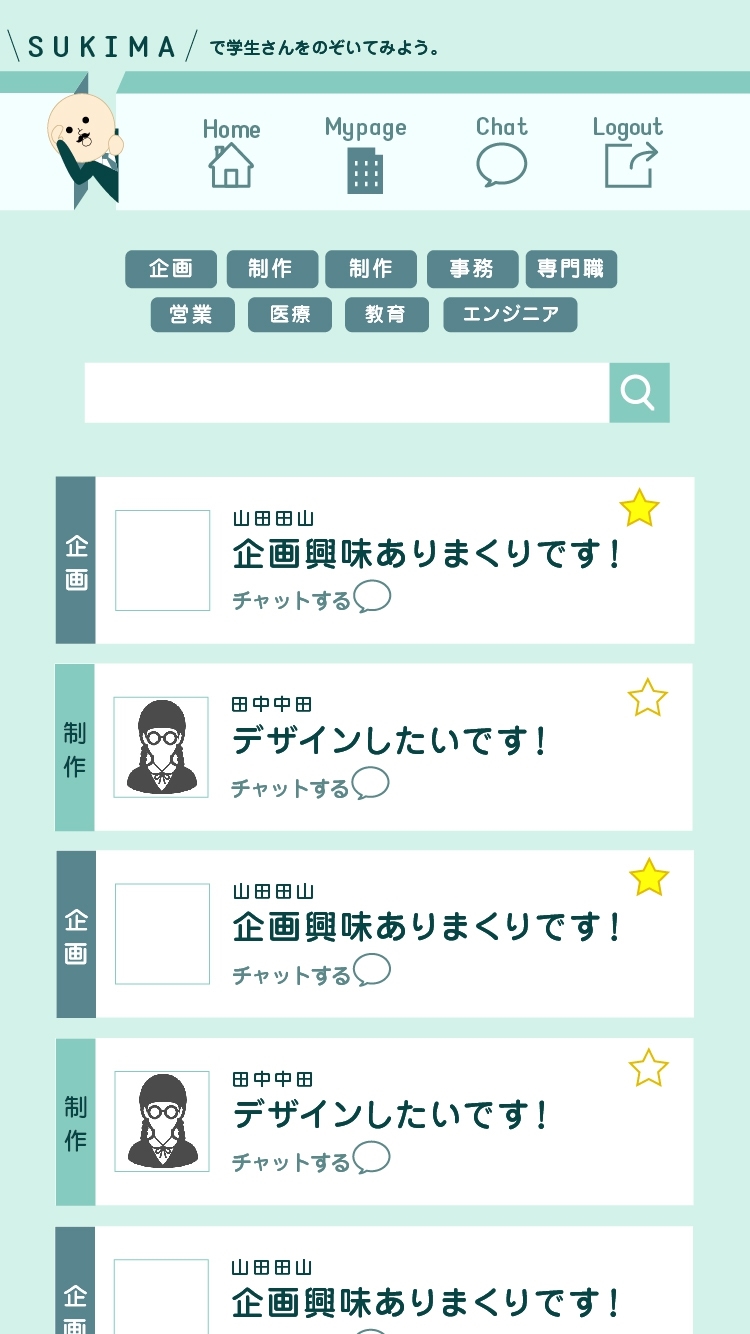 \ SUKIMA / で学生さんをのぞいてみよう。
Home Mypage Chat Logout
企画 制作 制作 事務 専門職
営業 医療 教育 エンジニア
企画
山田田山
企画興味ありまくりです！
チャットする
制作
田中中田
デザインしたいです！
チャットする
企画
山田田山
企画興味ありまくりです！
チャットする
制作
田中中田
デザインしたいです！
チャットする
企画
山田田山
企画興味ありまくりです！